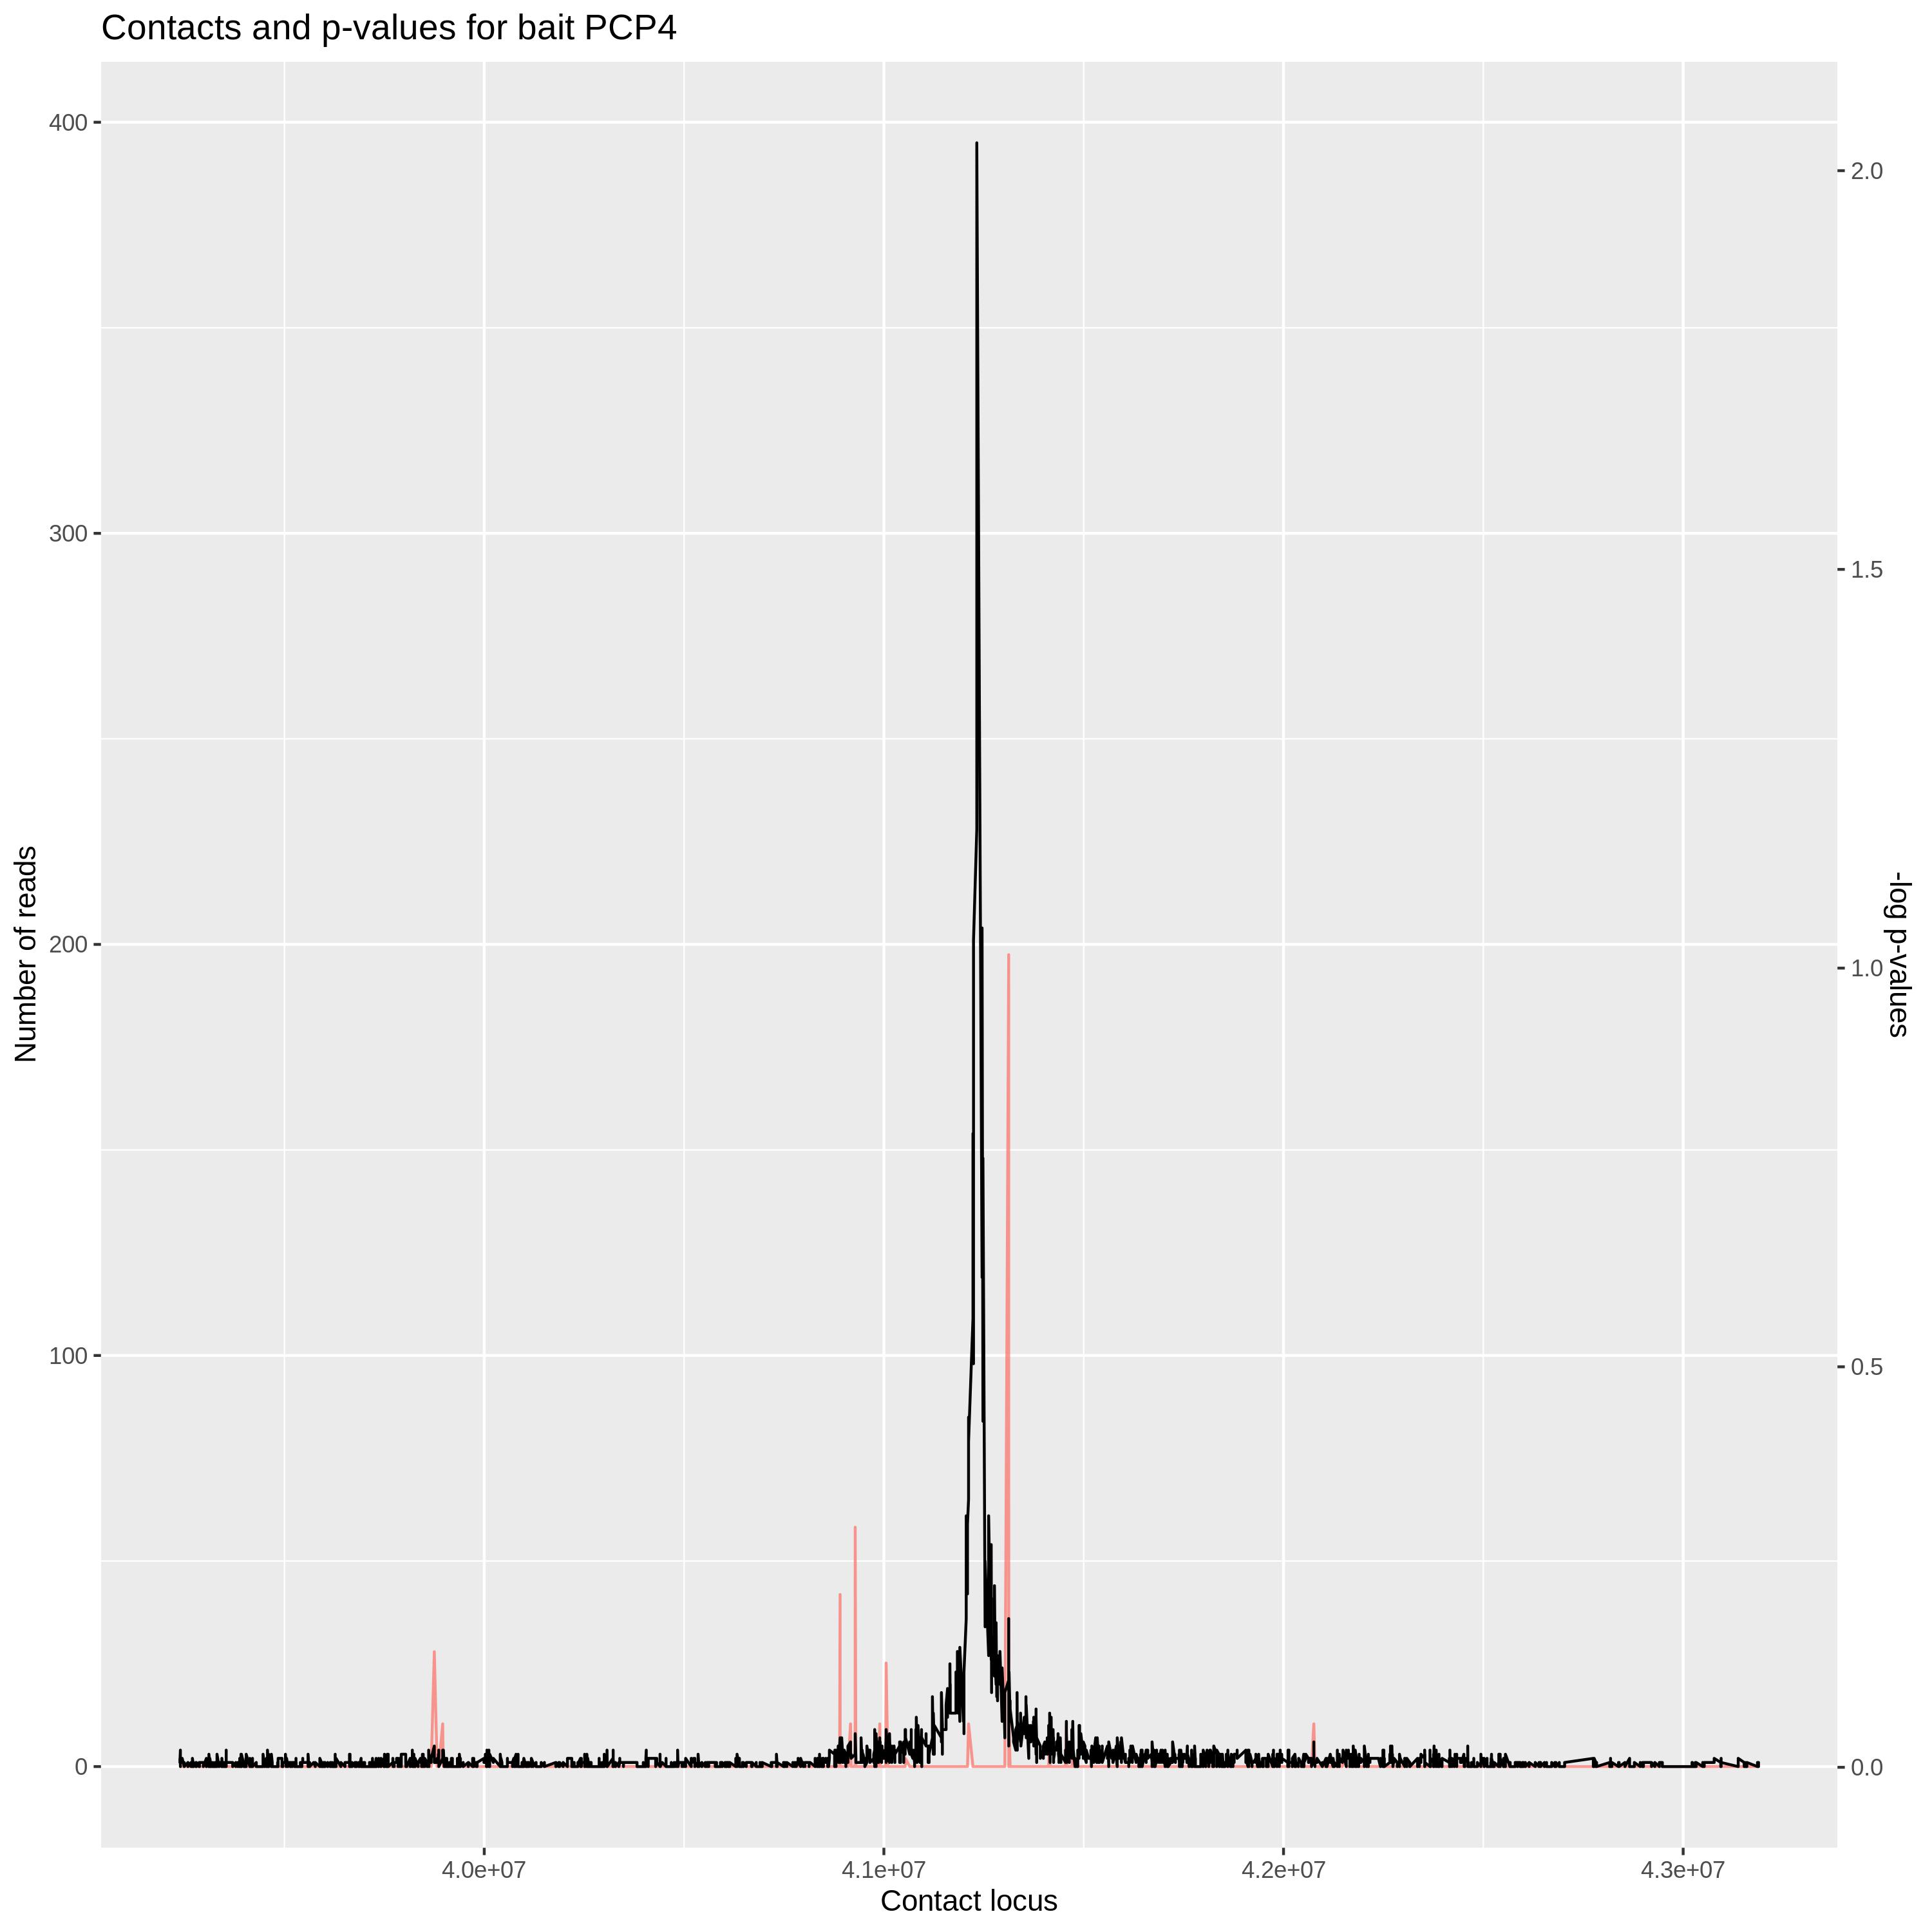 Contacts and p-values for bait PCP4
400
300
200
100
0
Number of reads
2.0
1.5
1.0
0.5
0.0
-log p-values
4.0e+07
4.1e+07
4.2e+07
4.3e+07
Contact locus